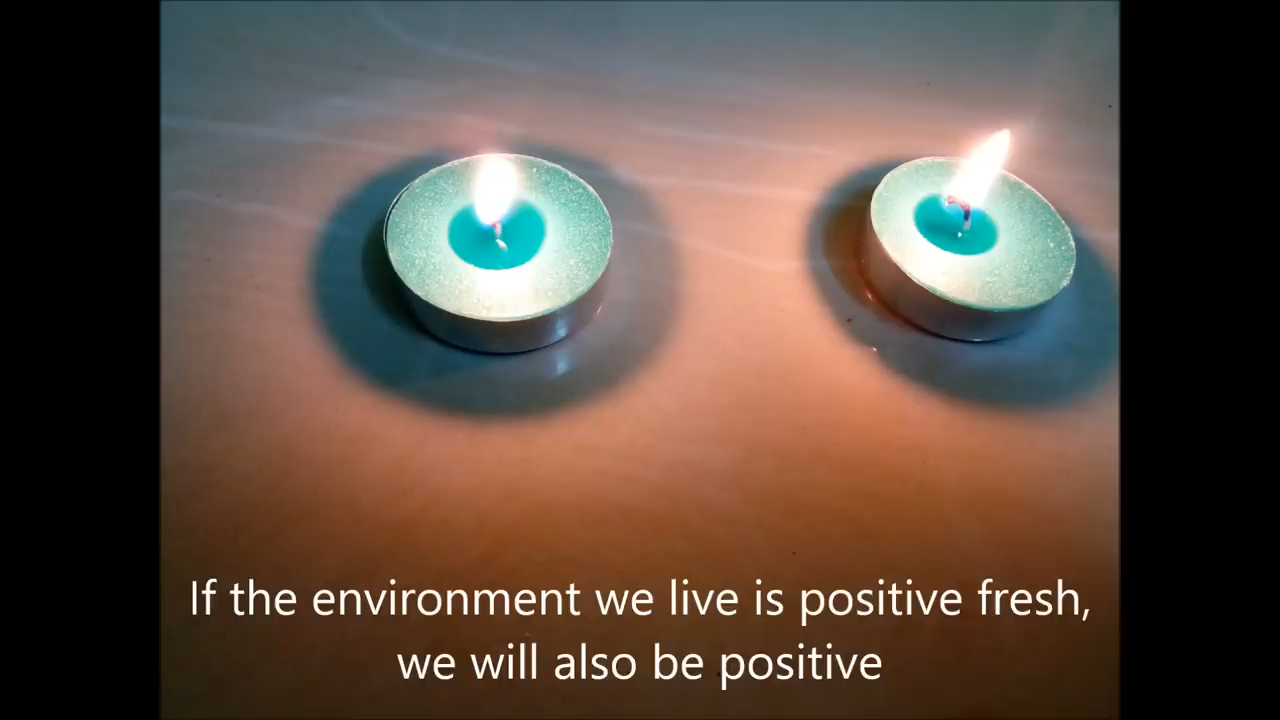 If the environment we live is positive fresh,
we will also be positive